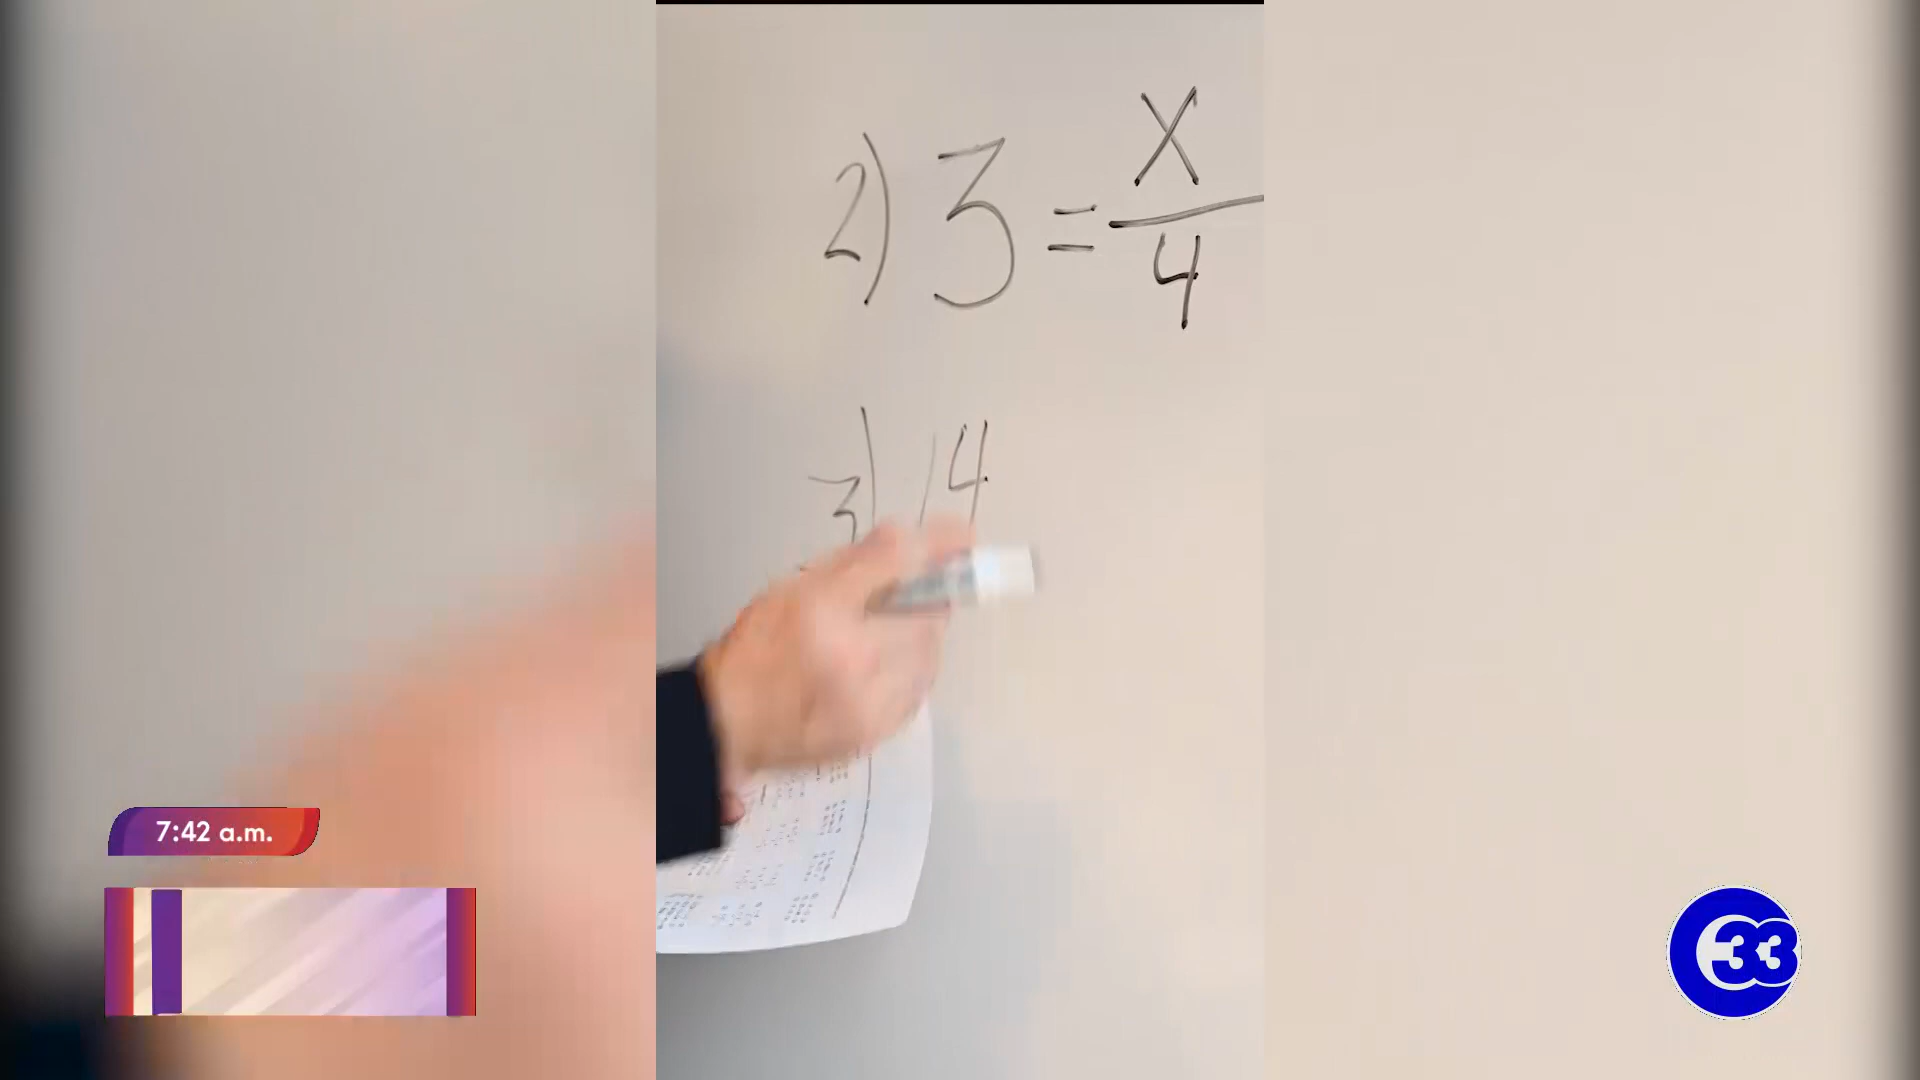 2) 3 = x/4
3) 14
7:42 a.m.
33